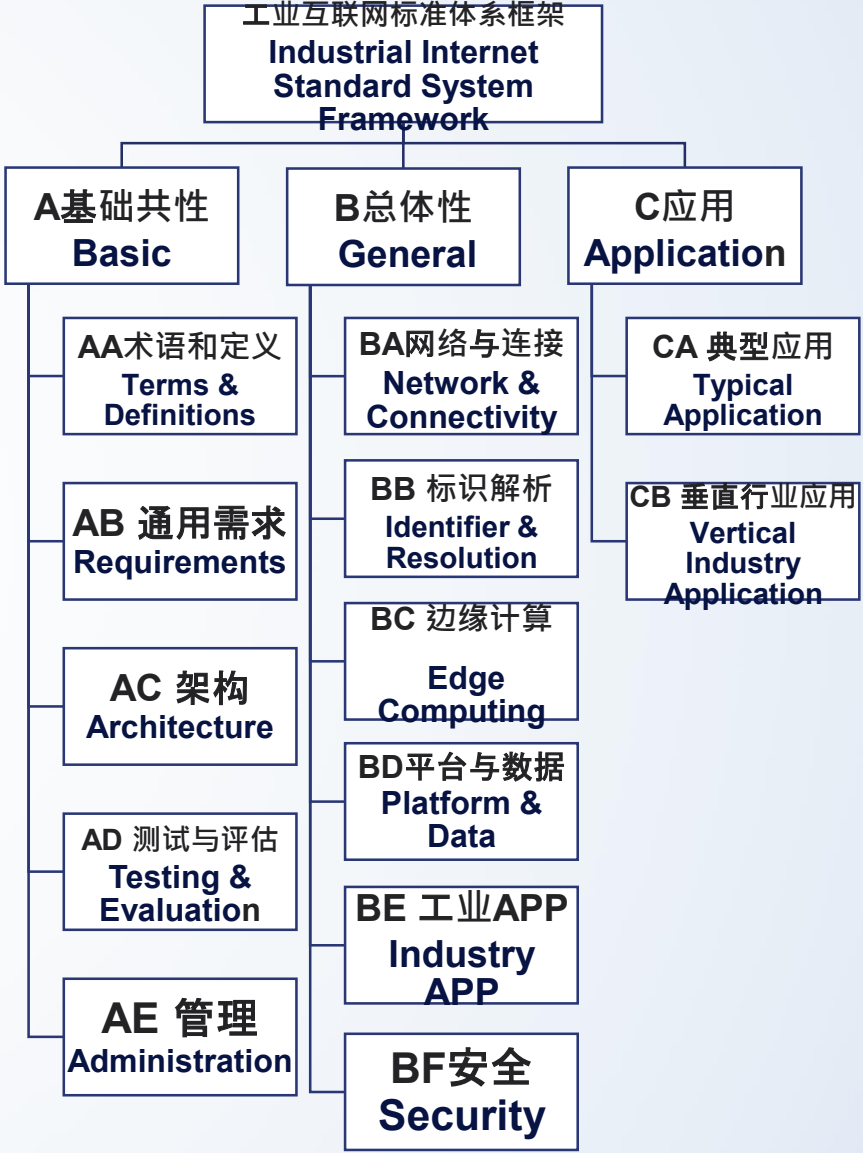 工业互联网标准体系框架
Industrial Internet
Standard System
Framework
A基础共性
Basic
AA术语和定义
Terms &
Definitions
AB 通用需求
Requirements
AC 架构
Architecture
AD 测试与评估
Testing &
Evaluation
AE 管理
Administration
B总体性
General
BA网络与连接
Network &
Connectivity
BB 标识解析
Identifier &
Resolution
BC 边缘计算
Edge
Computing
BD平台与数据
Platform &
Data
BE 工业APP
Industry
APP
BF安全
Security
C应用
Application
CA 典型应用
Typical
Application
CB 垂直行业应用
Vertical
Industry
Application